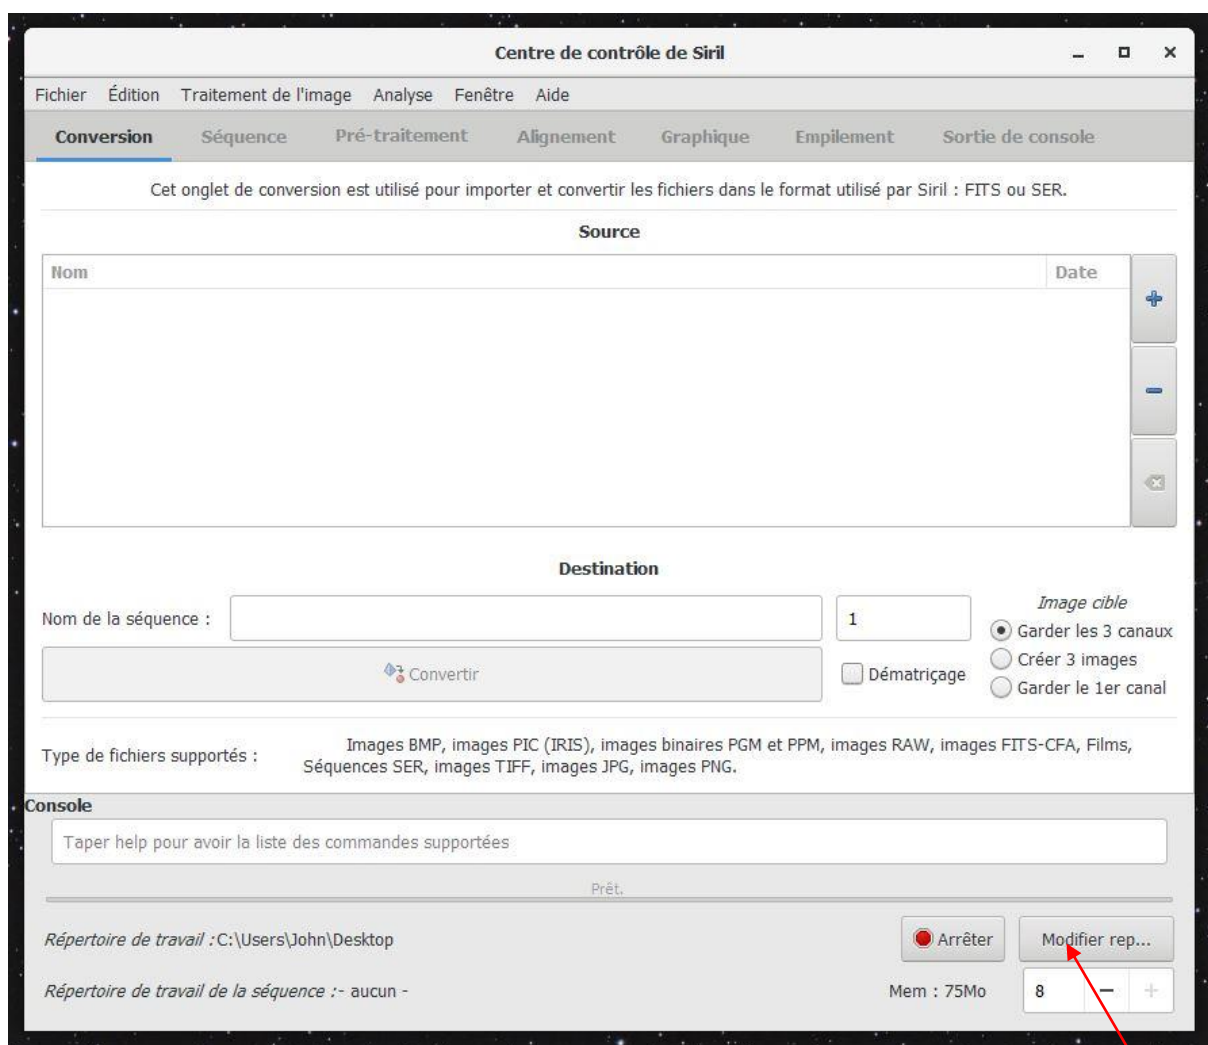 Centre de contrôle de Siril
Fichier Édition Traitement de l'image Analyse Fenêtre Aide
Conversion Séquence Pré-traitement Alignement Graphique Empilement Sortie de console
Cet onglet de conversion est utilisé pour importer et convertir les fichiers dans le format utilisé par Siril : FITS ou SER.
Source
Nom Date
Destination
Image cible
Nom de la séquence : 1
Garder les 3 canaux
Convertir Dématriçage
Créer 3 images
Garder le 1er canal
Type de fichiers supportés : Images BMP, images PIC (IRIS), images binaires PGM et PPM, images RAW, images FITS-CFA, Films,
Séquences SER, images TIFF, images JPG, images PNG.
Console
Taper help pour avoir la liste des commandes supportées
Prêt.
Répertoire de travail : C:\Users\John\Desktop Arrêter Modifier rep...
Répertoire de travail de la séquence : - aucun - Mem : 75Mo 8